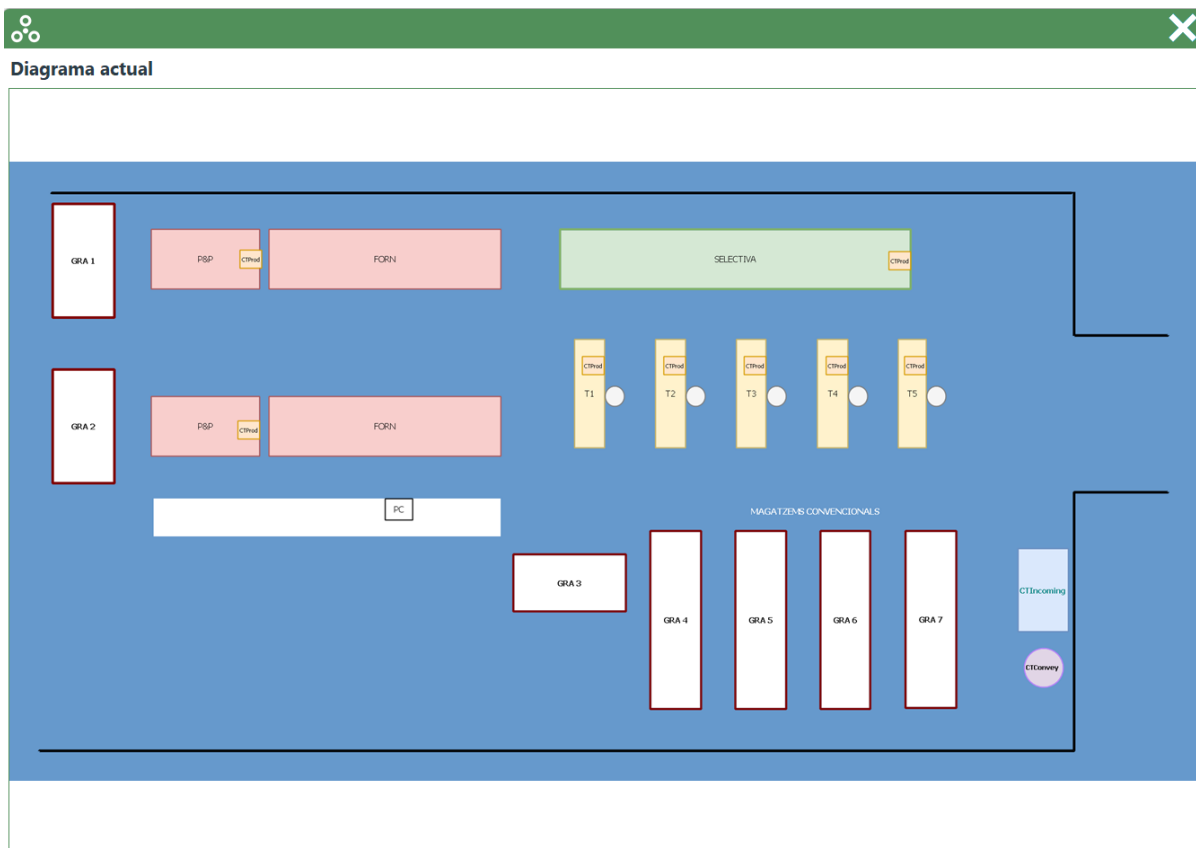 Diagrama actual
GRA 1
P&P
CTProd
FORN
SELECTIVA
CTProd
CTProd
CTProd
CTProd
CTProd
CTProd
T1
T2
T3
T4
T5
GRA 2
P&P
CTProd
FORN
PC
MAGATZEMS CONVENCIONALS
GRA 3
GRA 4
GRA 5
GRA 6
GRA 7
CTIncoming
CTConvey